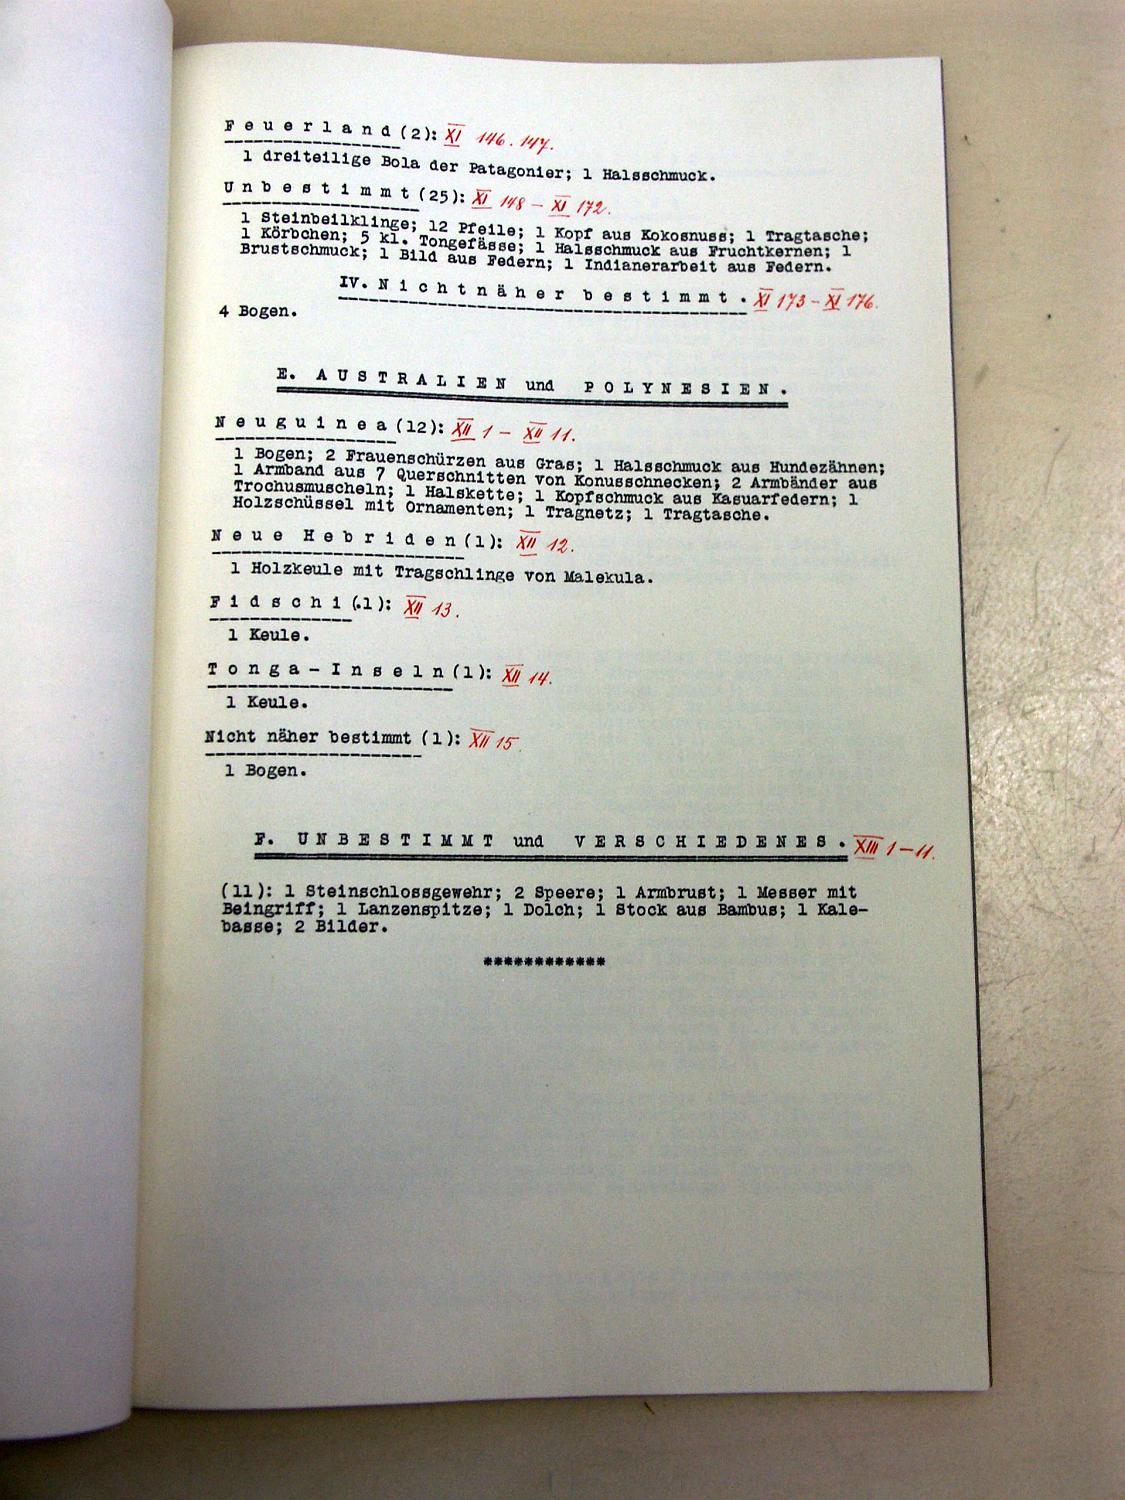 Feuerland(2): XI 146.147.
1 dreiteilige Bola der Patagonier; 1 Halsschmuck.
Unbestimmt(25): XI 148 - XI 172.
1 Steinbeilklinge; 12 Pfeile; 1 Kopf aus Kokosnuss; 1 Tragtasche;
1 Körbchen; 5 kl. Tongefässe; 1 Halsschmuck aus Fruchtkernen; 1
Brustschmuck; 1 Bild aus Federn; 1 Indianerarbeit aus Federn.
IV. Nichtnäher bestimmt. XI 173 - XI 176.
4 Bogen.
E. AUSTRALIEN und POLYNESIEN.
Neuguinea(12): XII 1 - XII 11.
1 Bogen; 2 Frauenschürzen aus Gras; 1 Halsschmuck aus Hundezähnen;
1 Armband aus 7 Querschnitten von Konusschnecken; 2 Armbänder aus
Trochusmuscheln; 1 Halskette; 1 Kopfschmuck aus Kasuarfedern; 1
Holzschüssel mit Ornamenten; 1 Tragnetz; 1 Tragtasche.
Neue Hebriden(1): XII 12.
1 Holzkeule mit Tragschlinge von Malekula.
Fidschi(.1): XII 13.
1 Keule.
Tonga-Inseln(1): XII 14.
1 Keule.
Nicht näher bestimmt (1): XII 15.
1 Bogen.
F. UNBESTIMMT und VERSCHIEDENES. XIII 1-11.
(11): 1 Steinschlossgewehr; 2 Speere; 1 Armbrust; 1 Messer mit
Beingriff; 1 Lanzenspitze; 1 Dolch; 1 Stock aus Bambus; 1 Kale-
basse; 2 Bilder.
************